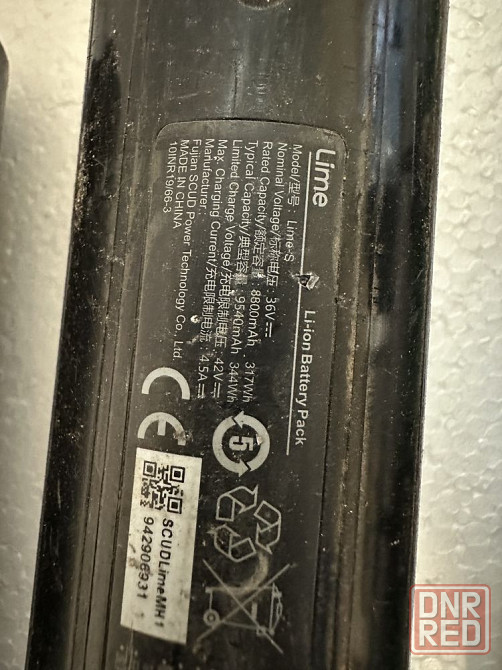 Lime
Li-ion Battery Pack
Model/型号：Lime-S
Nominal Voltage/标称电压：36V⎓
Rated Capacity/额定容量：8800mAh 317Wh
Typical Capacity/典型容量：9540mAh 344Wh
Limited Charge Voltage/充电限制电压：42V⎓
Max. Charging Current/充电限制电流：4.5A⎓
Manufacturer：
Fujian SCUD Power Technology Co., Ltd.
MADE IN CHINA
10INR19/66-3
CE
5
SCUDLimeMH1
942906931
DNR
RED